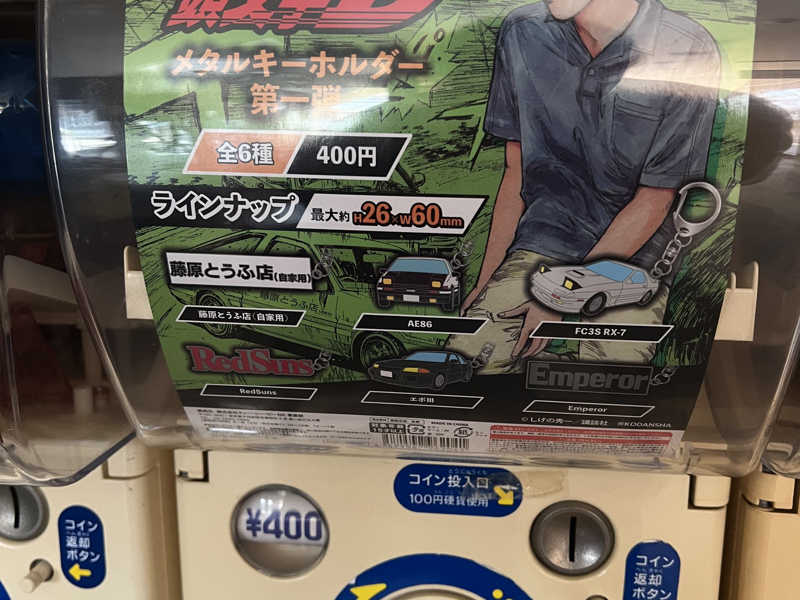 メタルキーホルダー
第一弾
全6種
400円
ラインナップ
最大約 H26×W60mm
藤原とうふ店(自家用)
藤原とうふ店(自家用)
AE86
FC3S RX-7
RedSuns
RedSuns
エボIII
Emperor
Emperor
MADE IN CHINA
©しげの秀一/講談社 ®KODANSHA
¥400
コイン投入口
100円硬貨使用
コイン
返却
ボタン
コイン
返却
ボタン